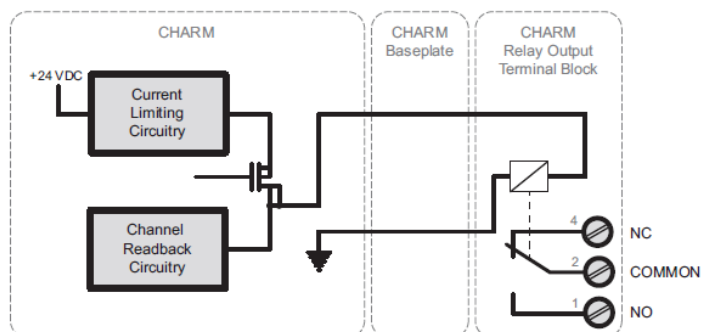 CHARM
CHARM
Baseplate
CHARM
Relay Output
Terminal Block
+24 VDC
Current
Limiting
Circuitry
Channel
Readback
Circuitry
4
NC
2
COMMON
1
NO